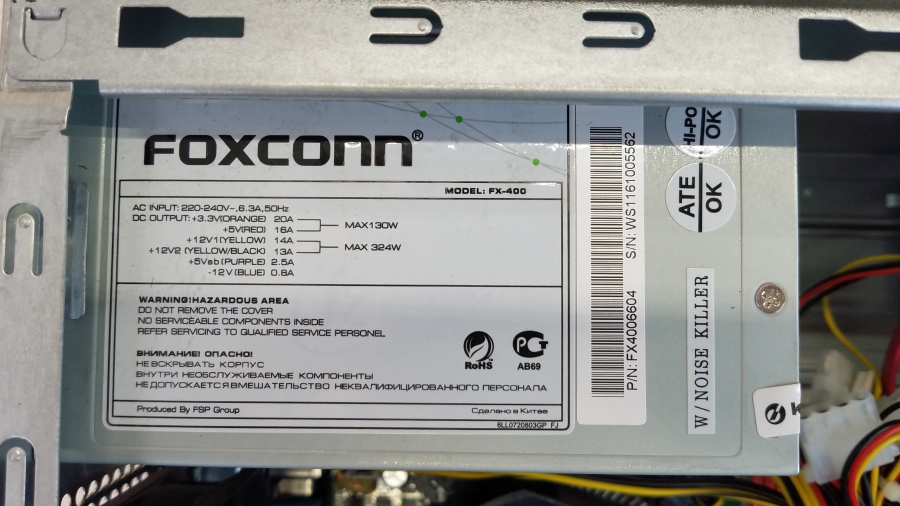 FOXCONN®
MODEL: FX-400
AC INPUT: 220-240V~,6.3A,50Hz
DC OUTPUT: +3.3V(ORANGE) 20A
+5V(RED) 16A
MAX130W
+12V1(YELLOW) 14A
+12V2 (YELLOW/BLACK) 13A
MAX 324W
+5Vsb(PURPLE) 2.5A
-12V(BLUE) 0.8A
WARNING!HAZARDOUS AREA
DO NOT REMOVE THE COVER
NO SERVICEABLE COMPONENTS INSIDE
REFER SERVICING TO QUALIFIED SERVICE PERSONEL
ВНИМАНИЕ! ОПАСНО!
НЕ ВСКРЫВАТЬ КОРПУС
ВНУТРИ НЕОБСЛУЖИВАЕМЫЕ КОМПОНЕНТЫ
НЕ ДОПУСКАЕТСЯ ВМЕШАТЕЛЬСТВО НЕКВАЛИФИЦИРОВАННОГО ПЕРСОНАЛА
RoHS
РСТ
АВ69
Produced By FSP Group
Сделано в Китае
6LL0720803GP FJ
P/N: FX4006604
S/N: WS1161005562
HI-PO
OK
ATE
OK
W/ NOISE KILLER